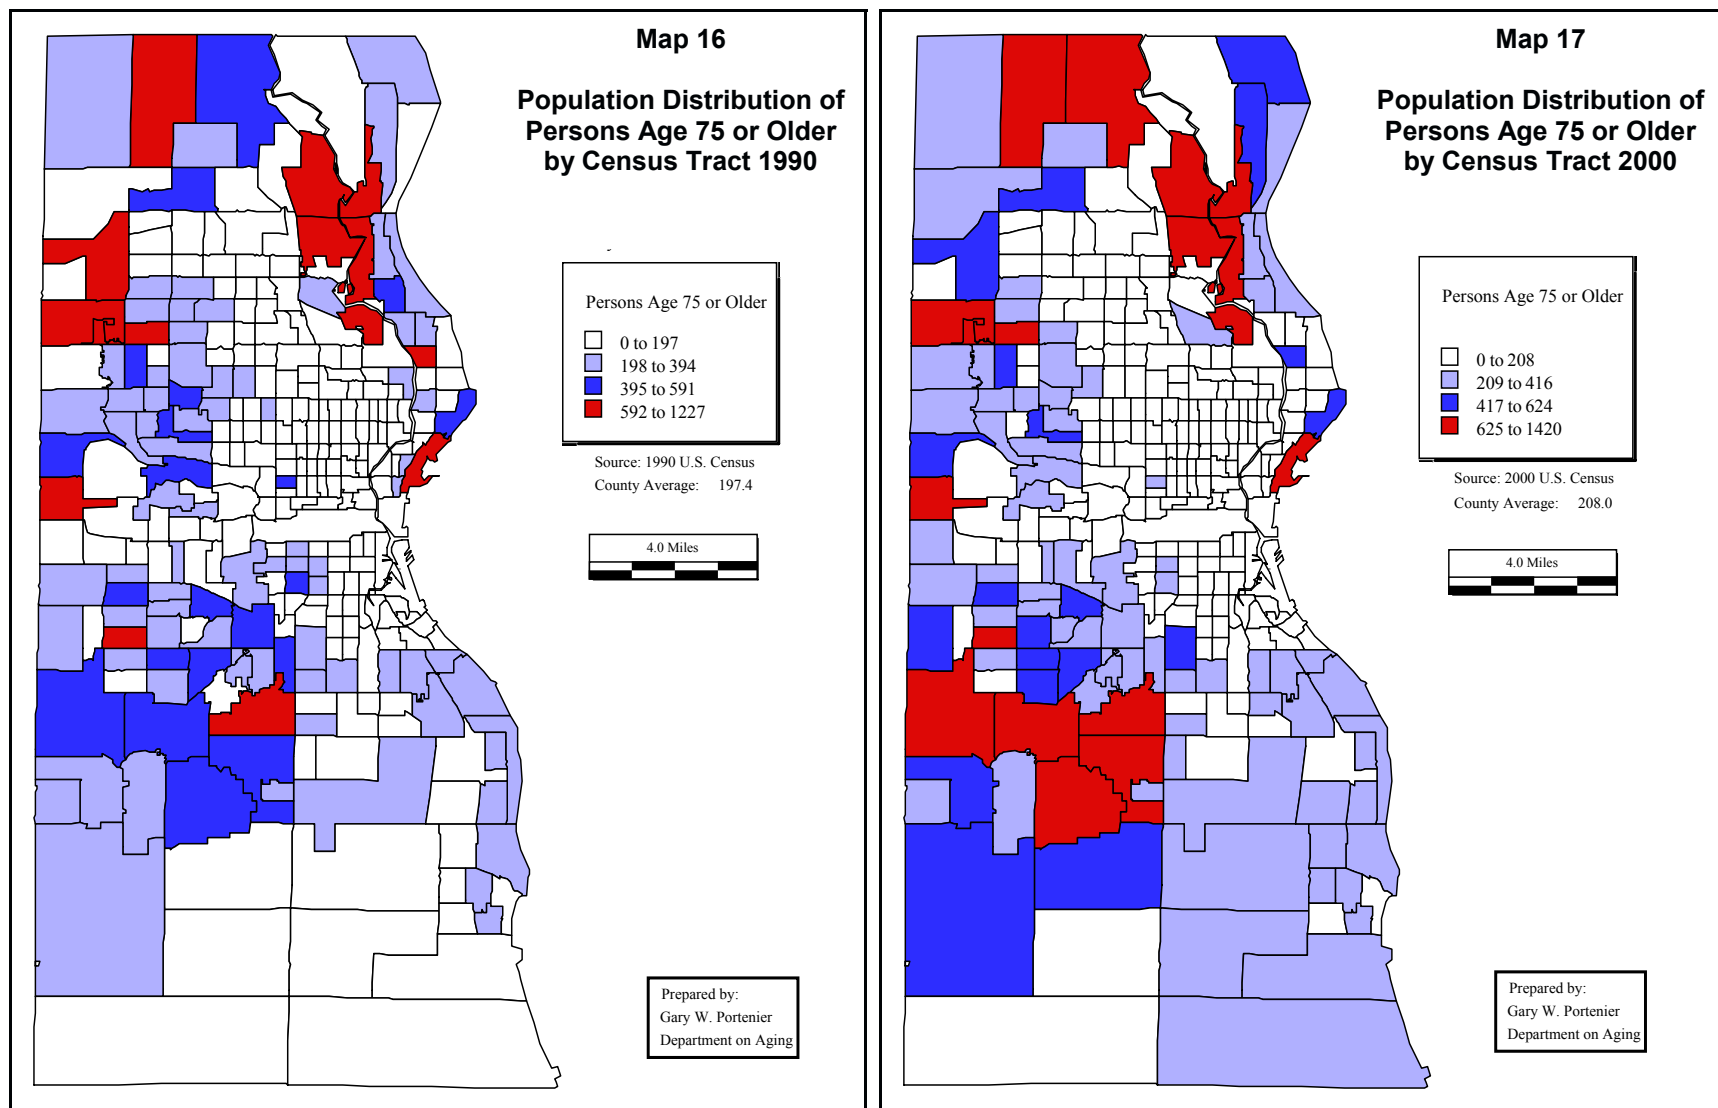 Map 16
Population Distribution of
Persons Age 75 or Older
by Census Tract 1990
Persons Age 75 or Older
0 to 197
198 to 394
395 to 591
592 to 1227
Source: 1990 U.S. Census
County Average: 197.4
4.0 Miles
Prepared by:
Gary W. Portenier
Department on Aging
Map 17
Population Distribution of
Persons Age 75 or Older
by Census Tract 2000
Persons Age 75 or Older
0 to 208
209 to 416
417 to 624
625 to 1420
Source: 2000 U.S. Census
County Average: 208.0
4.0 Miles
Prepared by:
Gary W. Portenier
Department on Aging